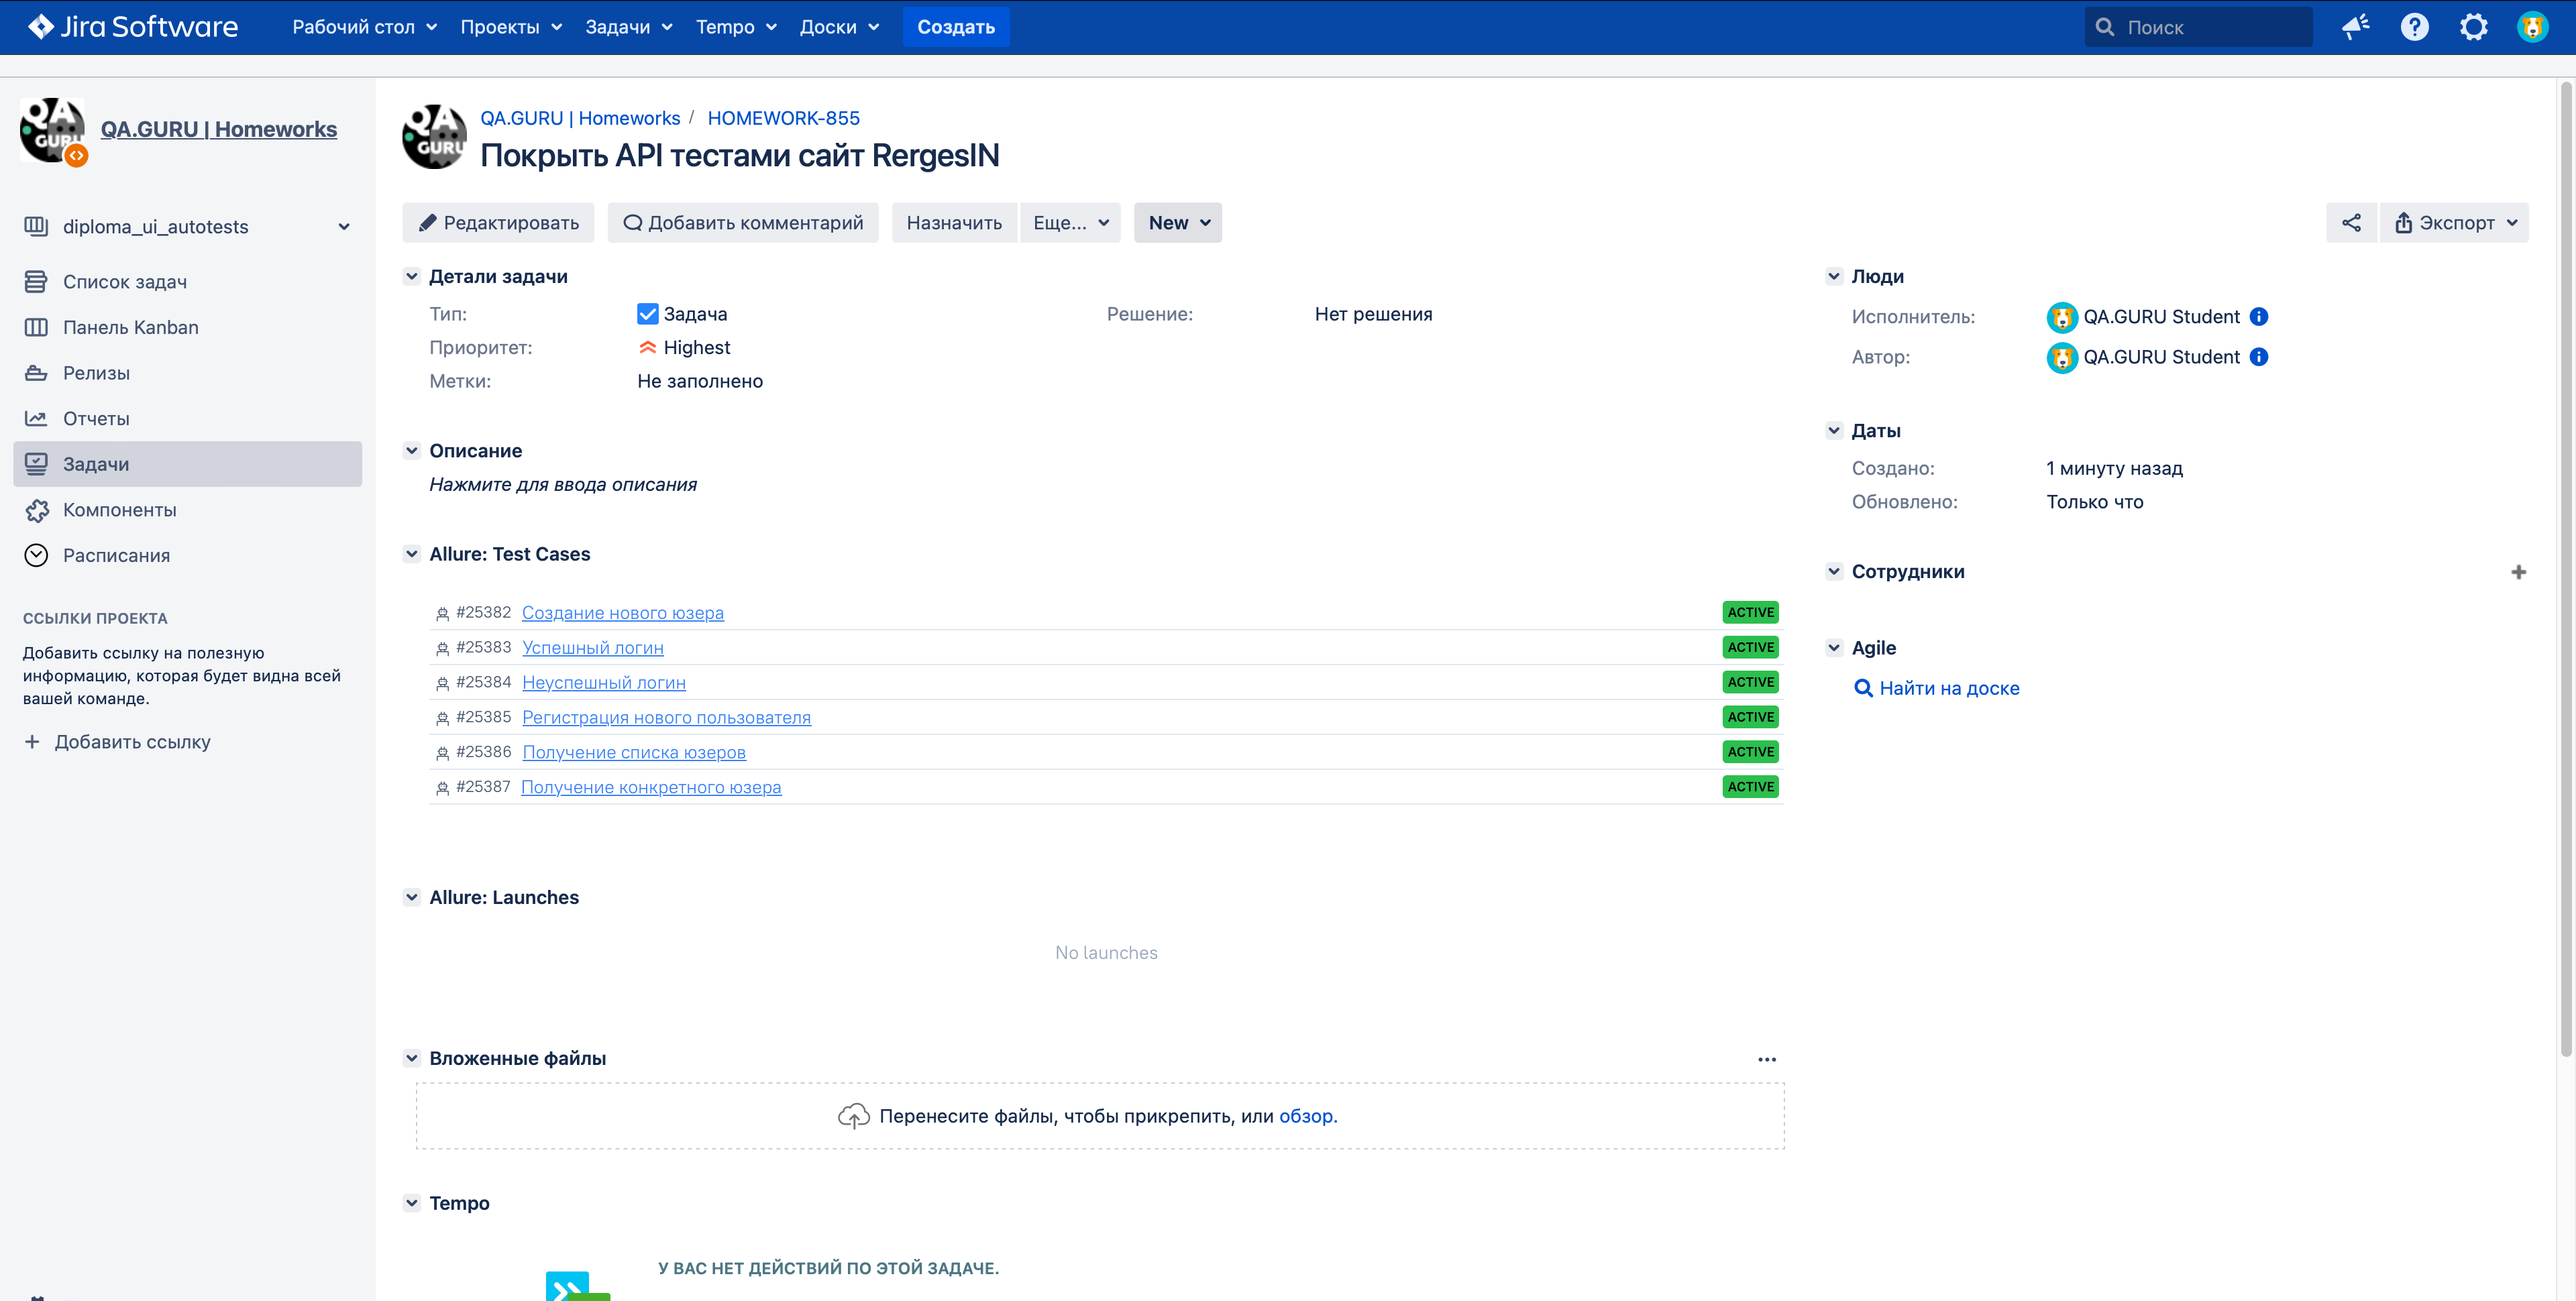 Jira Software
Рабочий стол
Проекты
Задачи
Tempo
Доски
Создать
Поиск
QA.GURU | Homeworks
diploma_ui_autotests
Список задач
Панель Kanban
Релизы
Отчеты
Задачи
Компоненты
Расписания
ССЫЛКИ ПРОЕКТА
Добавить ссылку на полезную
информацию, которая будет видна всей
вашей команде.
+ Добавить ссылку
QA GURU
QA.GURU | Homeworks / HOMEWORK-855
Покрыть API тестами сайт RergesIN
Редактировать
Добавить комментарий
Назначить
Еще...
New
Экспорт
Детали задачи
Тип: Задача
Решение: Нет решения
Приоритет: Highest
Метки: Не заполнено
Описание
Нажмите для ввода описания
Allure: Test Cases
#25382 Создание нового юзера ACTIVE
#25383 Успешный логин ACTIVE
#25384 Неуспешный логин ACTIVE
#25385 Регистрация нового пользователя ACTIVE
#25386 Получение списка юзеров ACTIVE
#25387 Получение конкретного юзера ACTIVE
Allure: Launches
No launches
Вложенные файлы
Перенесите файлы, чтобы прикрепить, или обзор.
Tempo
У ВАС НЕТ ДЕЙСТВИЙ ПО ЭТОЙ ЗАДАЧЕ.
Люди
Исполнитель: QA.GURU Student
Автор: QA.GURU Student
Даты
Создано: 1 минуту назад
Обновлено: Только что
Сотрудники
Agile
Найти на доске